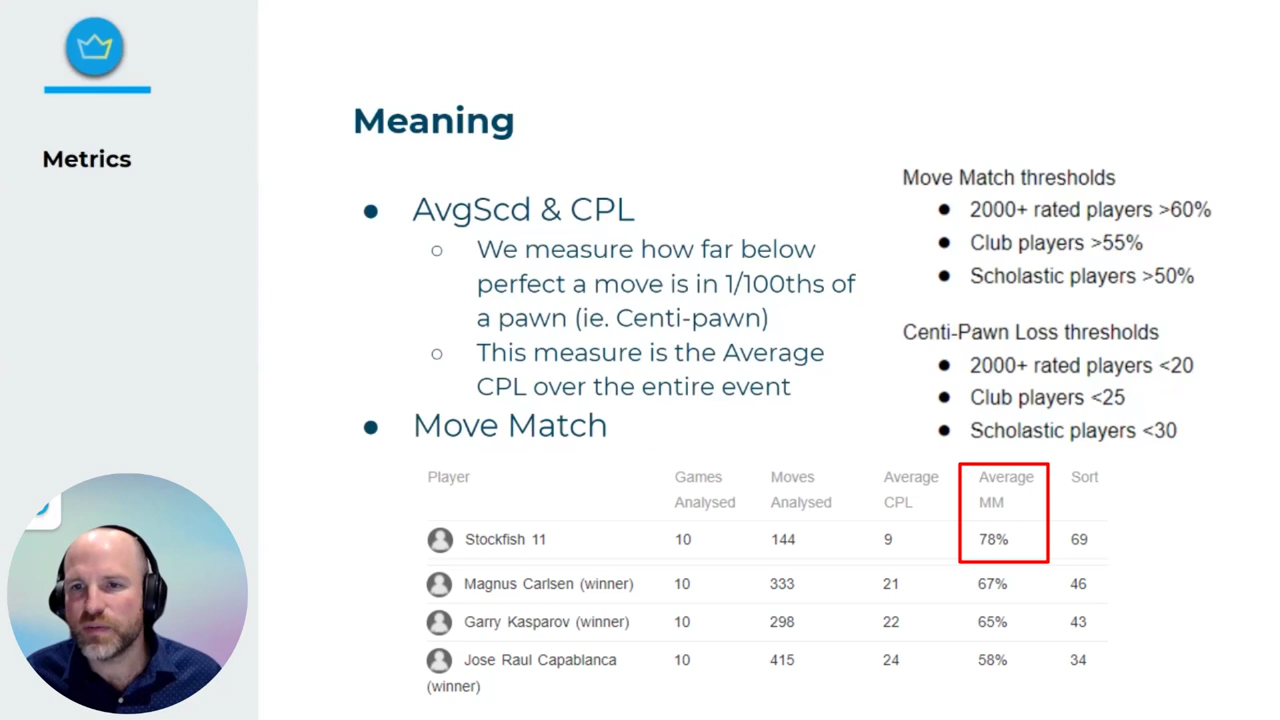 Metrics
Meaning
● AvgScd & CPL
○ We measure how far below
perfect a move is in 1/100ths of
a pawn (ie. Centi-pawn)
○ This measure is the Average
CPL over the entire event
● Move Match
Move Match thresholds
● 2000+ rated players >60%
● Club players >55%
● Scholastic players >50%
Centi-Pawn Loss thresholds
● 2000+ rated players <20
● Club players <25
● Scholastic players <30
Player Games Moves Average Average Sort
Analysed Analysed CPL MM
Stockfish 11 10 144 9 78% 69
Magnus Carlsen (winner) 10 333 21 67% 46
Garry Kasparov (winner) 10 298 22 65% 43
Jose Raul Capablanca 10 415 24 58% 34
(winner)